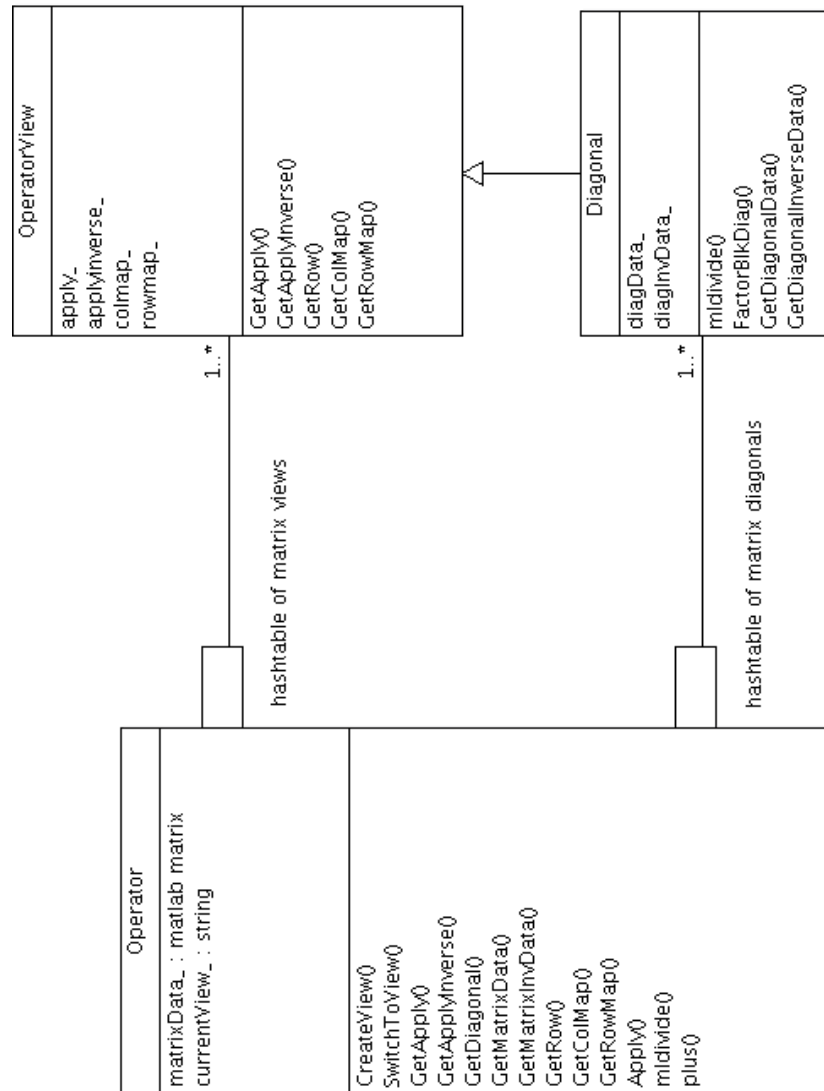 OperatorView
apply_
applyInverse_
colmap_
rowmap_
GetApply()
GetApplyInverse()
GetRow()
GetColMap()
GetRowMap()
Diagonal
diagData_
diagInvData_
mldivide()
FactorBlkDiag()
GetDiagonalData()
GetDiagonalInverseData()
1..*
1..*
hashtable of matrix views
hashtable of matrix diagonals
Operator
matrixData_ : matlab matrix
currentView_ : string
CreateView()
SwitchToView()
GetApply()
GetApplyInverse()
GetDiagonal()
GetMatrixData()
GetMatrixInvData()
GetRow()
GetColMap()
GetRowMap()
Apply()
mldivide()
plus()